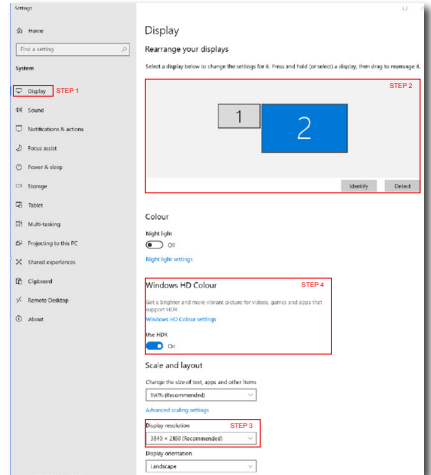 Settings
Home
Find a setting
System
Display STEP 1
Sound
Notifications & actions
Focus assist
Power & sleep
Storage
Tablet
Multi-tasking
Projecting to this PC
Shared experiences
Clipboard
Remote Desktop
About
Display
Rearrange your displays
Select a display below to change the settings for it. Press and hold (or select) a display, then drag to rearrange it.
STEP 2
1
2
Identify Detect
Colour
Night light
Off
Night light settings
Windows HD Colour STEP 4
Get a brighter and more vibrant picture for videos, games and apps that
support HDR.
Windows HD Colour settings
Use HDR
On
Scale and layout
Change the size of text, apps and other items
150% (Recommended)
Advanced scaling settings
Display resolution STEP 3
3840 × 2160 (Recommended)
Display orientation
Landscape